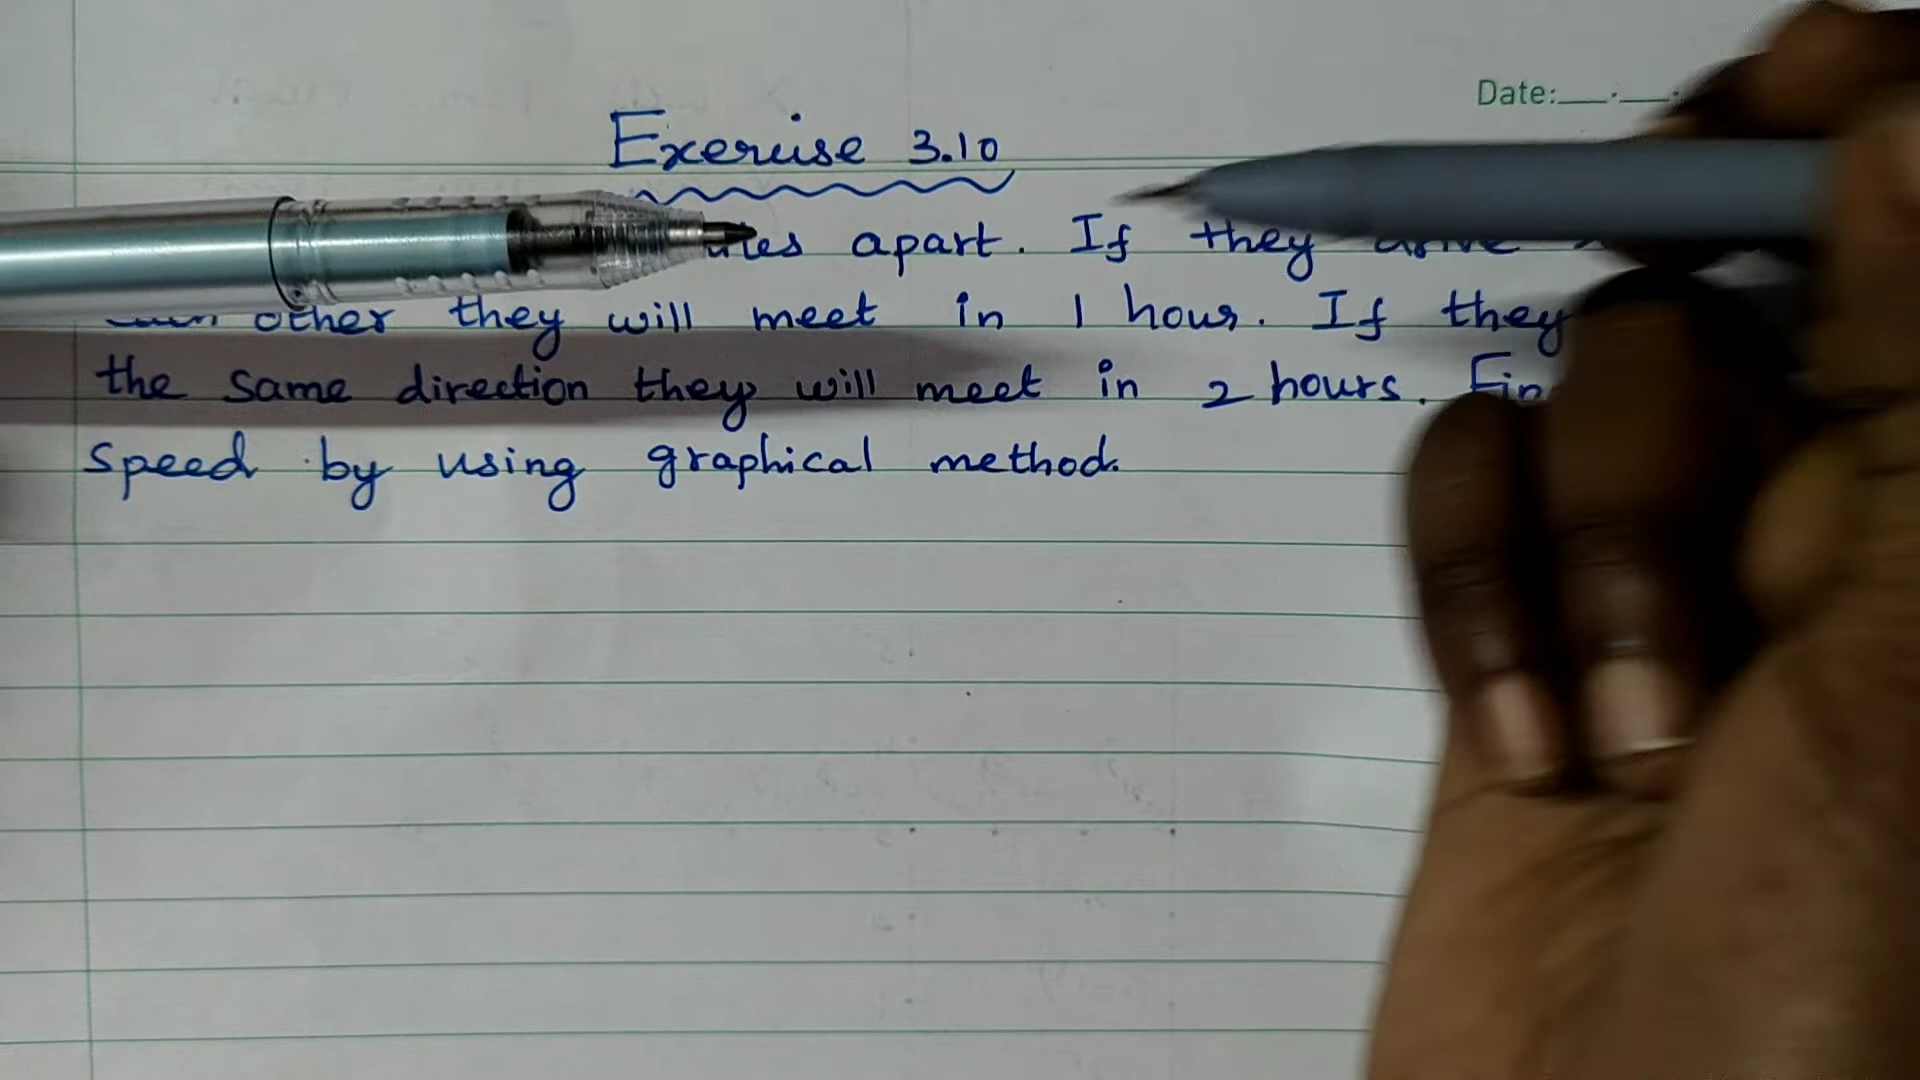 Date:
Exercise 3.10
apart. If they
other they will meet in 1 hour. If they
the same direction they will meet in 2 hours.
speed by using graphical method.